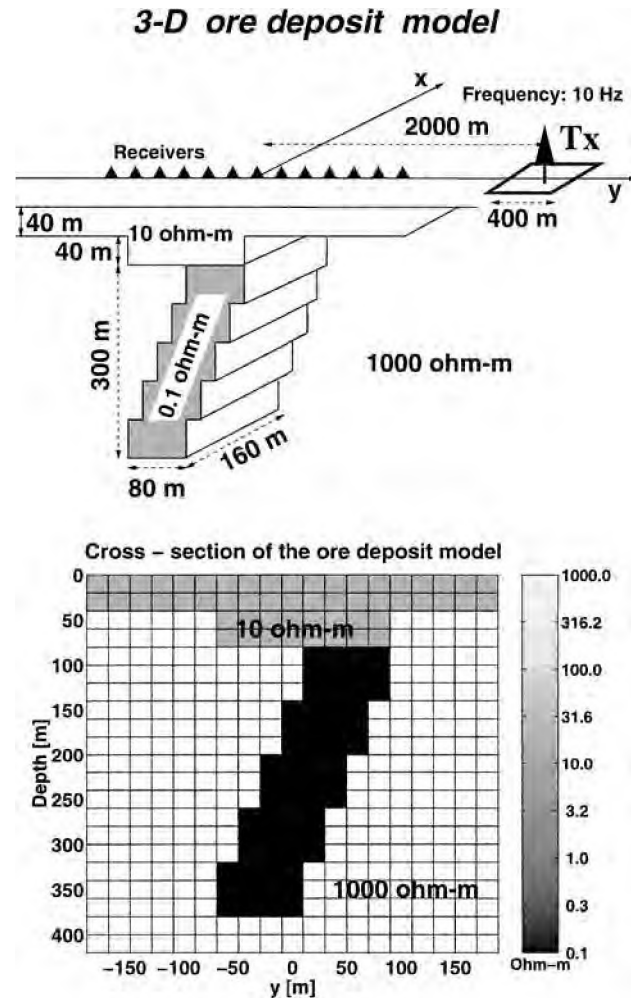 3-D ore deposit model
x
Frequency: 10 Hz
2000 m
Tx
Receivers
y
40 m
400 m
10 ohm-m
40 m
300 m
0.1 ohm-m
1000 ohm-m
160 m
80 m
Cross – section of the ore deposit model
0
50
100
150
200
250
300
350
400
Depth [m]
10 ohm-m
1000 ohm-m
−150 −100 −50 0 50 100 150
y [m]
1000.0
316.2
100.0
31.6
10.0
3.2
1.0
0.3
0.1
Ohm–m